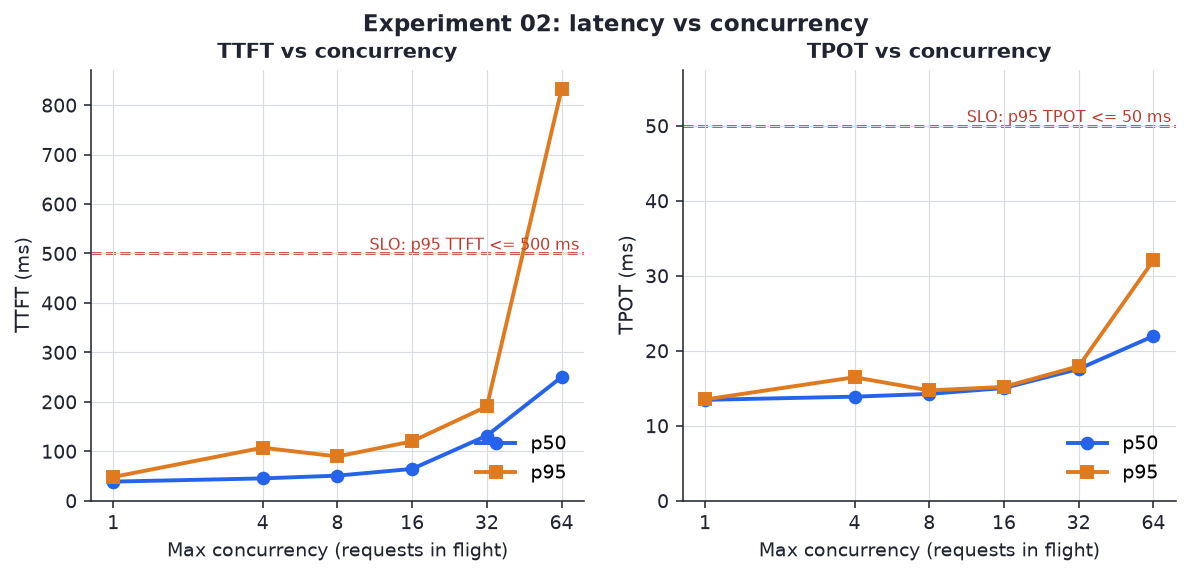 Experiment 02: latency vs concurrency
TTFT vs concurrency
TTFT (ms)
800
700
600
500
400
300
200
100
0
SLO: p95 TTFT <= 500 ms
p50
p95
1 4 8 16 32 64
Max concurrency (requests in flight)
TPOT vs concurrency
TPOT (ms)
50
40
30
20
10
0
SLO: p95 TPOT <= 50 ms
p50
p95
1 4 8 16 32 64
Max concurrency (requests in flight)